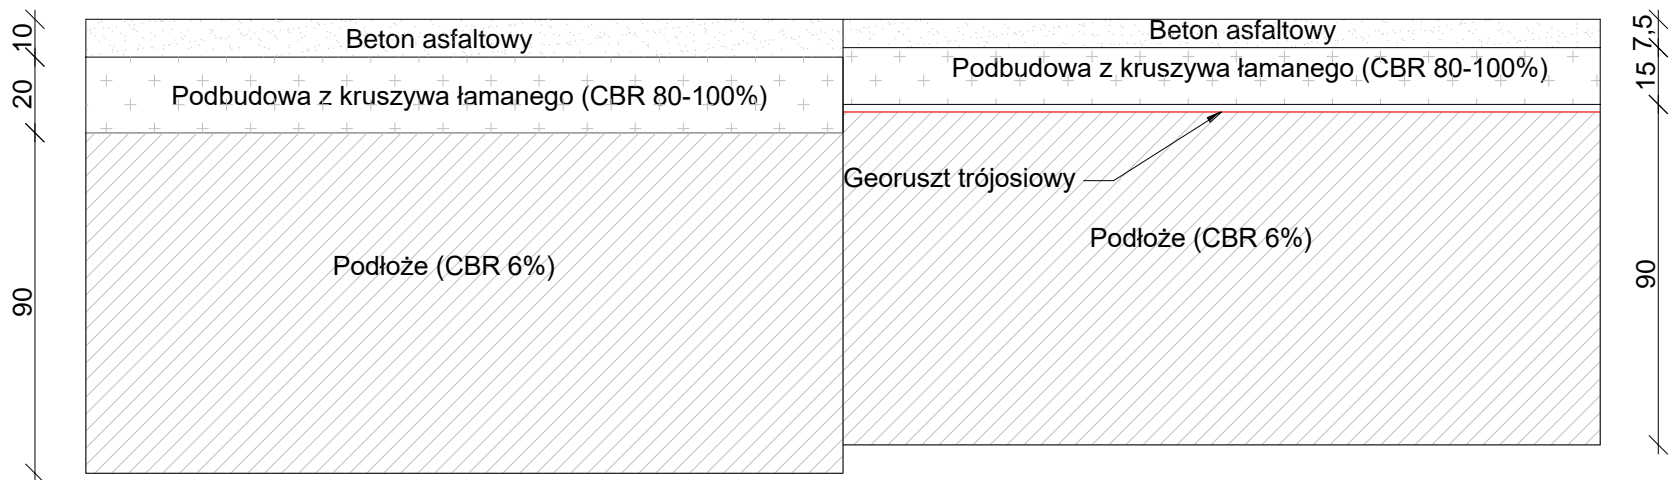 10
Beton asfaltowy
20
Podbudowa z kruszywa łamanego (CBR 80-100%)
90
Podłoże (CBR 6%)
Beton asfaltowy
7,5
Podbudowa z kruszywa łamanego (CBR 80-100%)
15
Georuszt trójosiowy
Podłoże (CBR 6%)
90